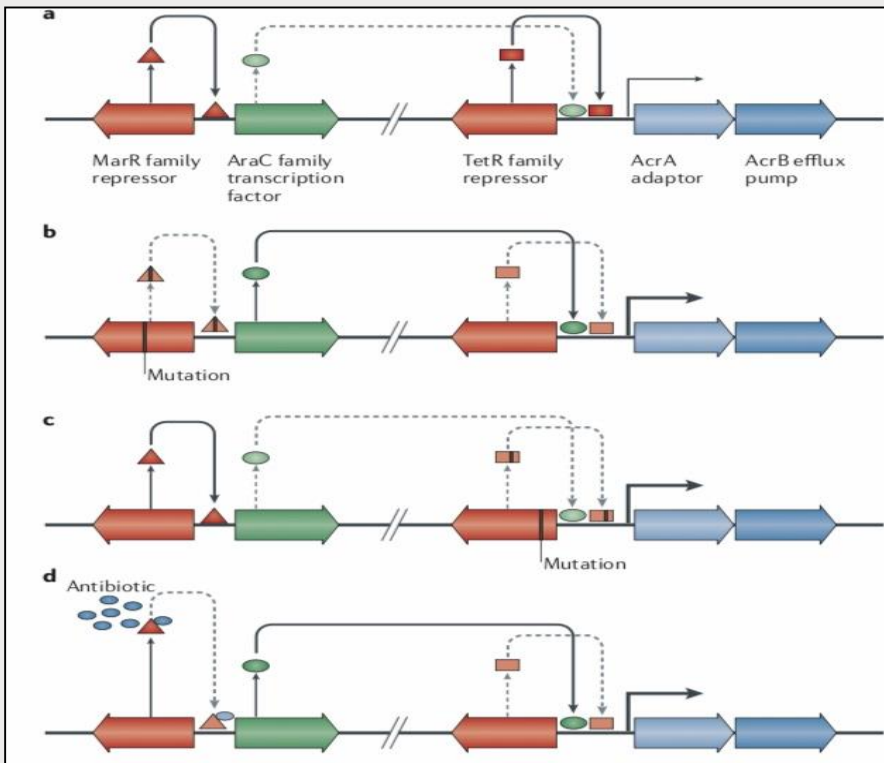 a
MarR family
repressor
AraC family
transcription
factor
TetR family
repressor
AcrA
adaptor
AcrB efflux
pump
b
Mutation
c
Mutation
d
Antibiotic